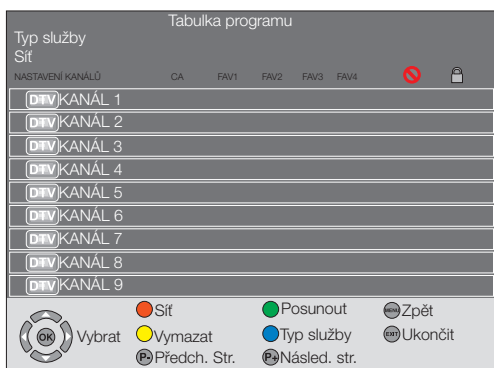 Tabulka programu
Typ služby
Síť
NASTAVENÍ KANÁLŮ CA FAV1 FAV2 FAV3 FAV4
DTV KANÁL 1
DTV KANÁL 2
DTV KANÁL 3
DTV KANÁL 4
DTV KANÁL 5
DTV KANÁL 6
DTV KANÁL 7
DTV KANÁL 8
DTV KANÁL 9
Síť Posunout MENU Zpět
OK Vybrat Vymazat Typ služby EXIT Ukončit
P- Předch. Str. P+ Násled. str.